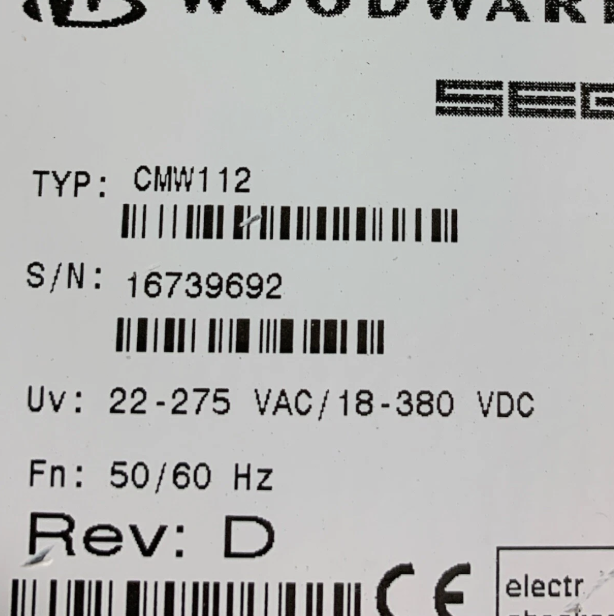 WOODWAR
SEG
TYP: CMW112
S/N: 16739692
Uv: 22-275 VAC/18-380 VDC
Fn: 50/60 Hz
Rev: D
CE
electr